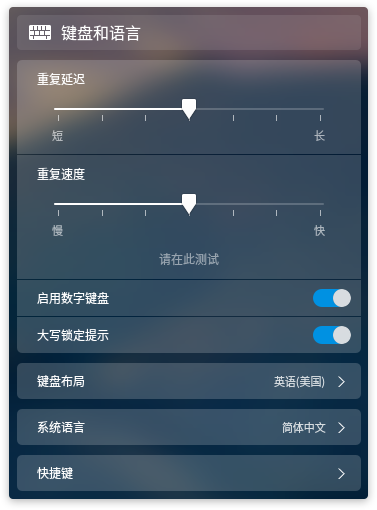 键盘和语言
重复延迟
短 长
重复速度
慢 快
请在此测试
启用数字键盘
大写锁定提示
键盘布局 英语(美国)
系统语言 简体中文
快捷键